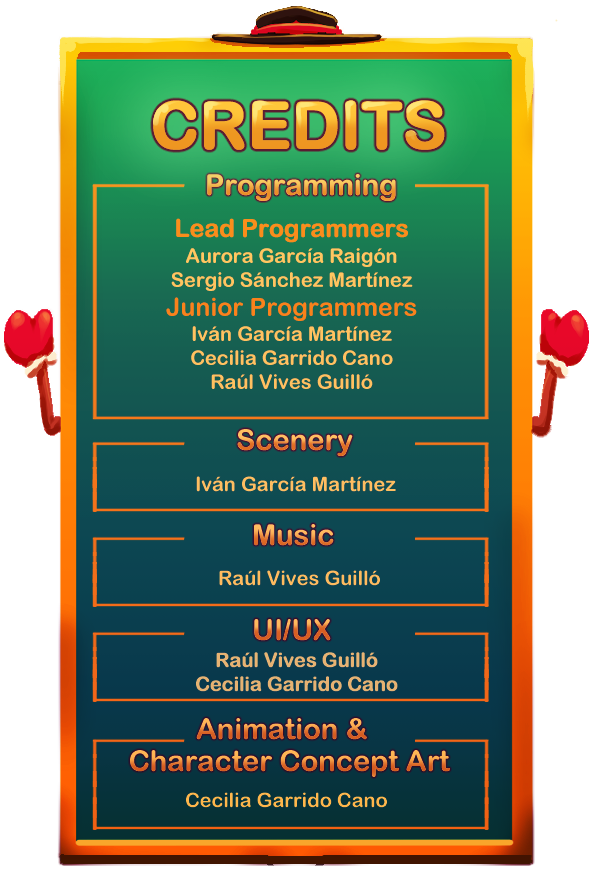 CREDITS
Programming
Lead Programmers
Aurora García Raigón
Sergio Sánchez Martínez
Junior Programmers
Iván García Martínez
Cecilia Garrido Cano
Raúl Vives Guilló
Scenery
Iván García Martínez
Music
Raúl Vives Guilló
UI/UX
Raúl Vives Guilló
Cecilia Garrido Cano
Animation &
Character Concept Art
Cecilia Garrido Cano